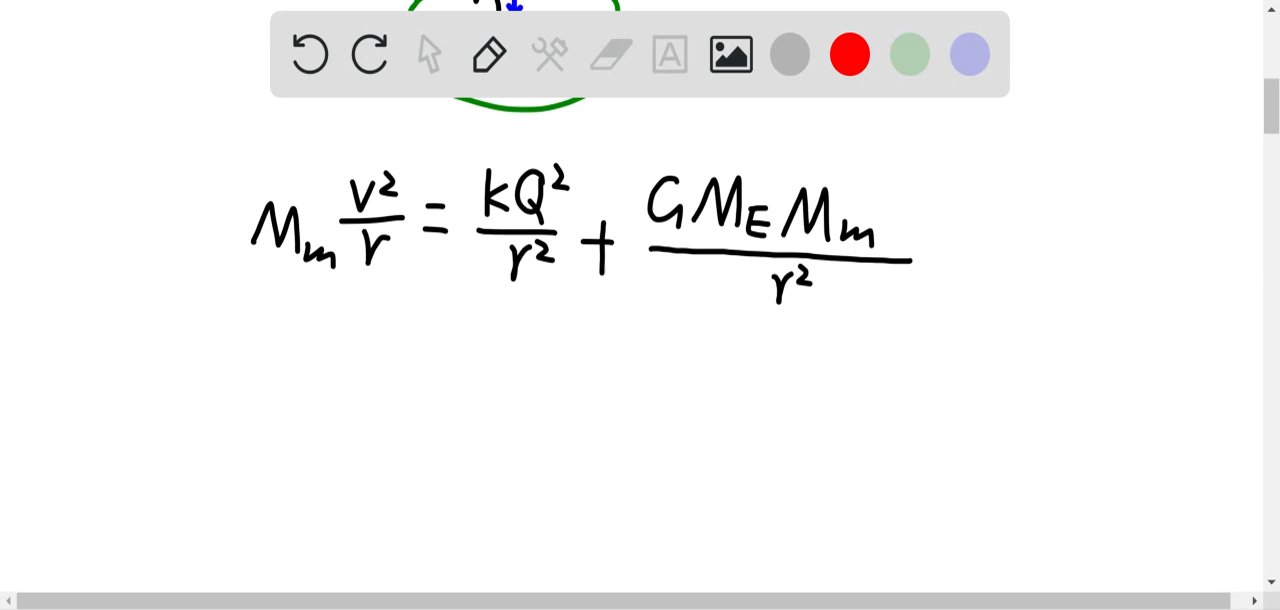 M_m v²/r = kQ²/r² + GM_E M_m/r²
A